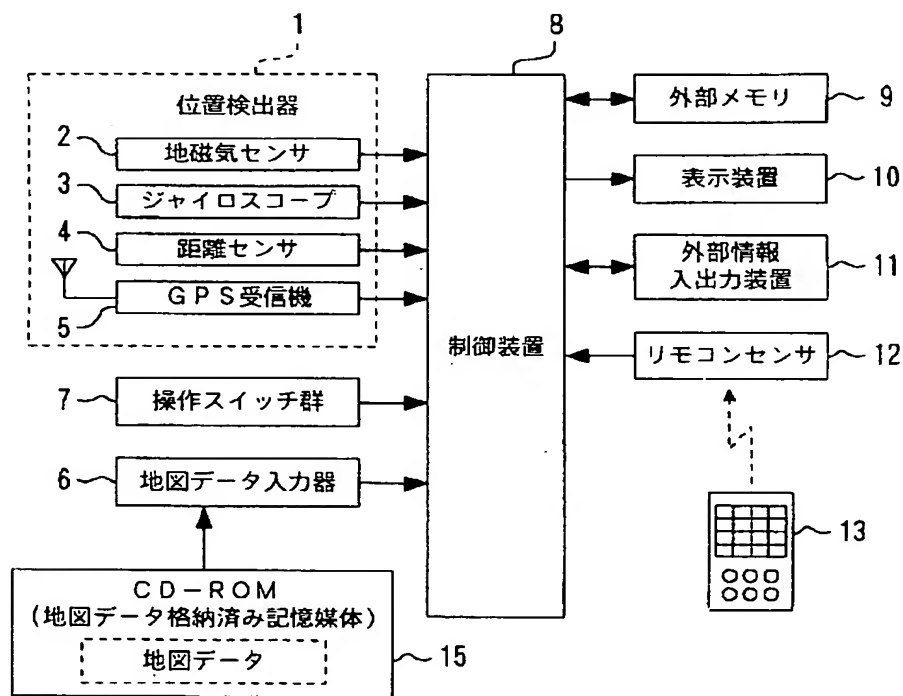 1
位置検出器
2
地磁気センサ
3
ジャイロスコープ
4
距離センサ
5
GPS受信機
7
操作スイッチ群
6
地図データ入力器
CD-ROM
(地図データ格納済み記憶媒体)
地図データ
15
8
制御装置
外部メモリ
9
表示装置
10
外部情報
入出力装置
11
リモコンセンサ
12
13